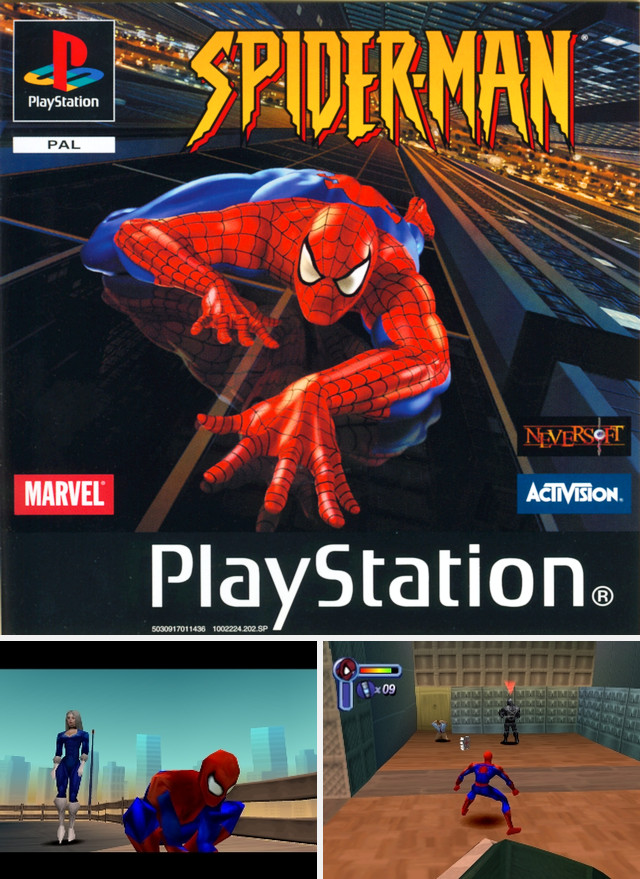 PlayStation
PAL
SPIDER-MAN®
NEVERSOFT
MARVEL®
ACTIVISION®
PlayStation®
5030917011436 1002224.202.SP
x 09